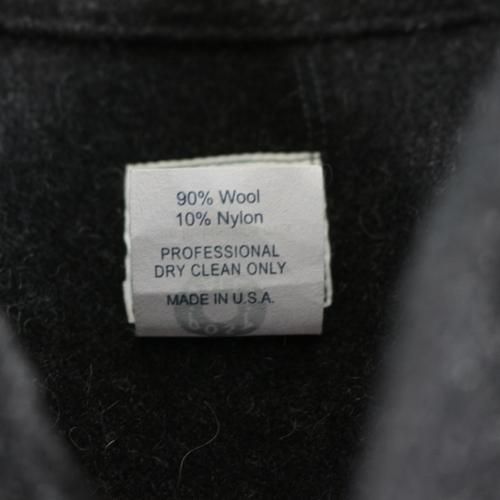 90% Wool
10% Nylon
PROFESSIONAL
DRY CLEAN ONLY
MADE IN U.S.A.